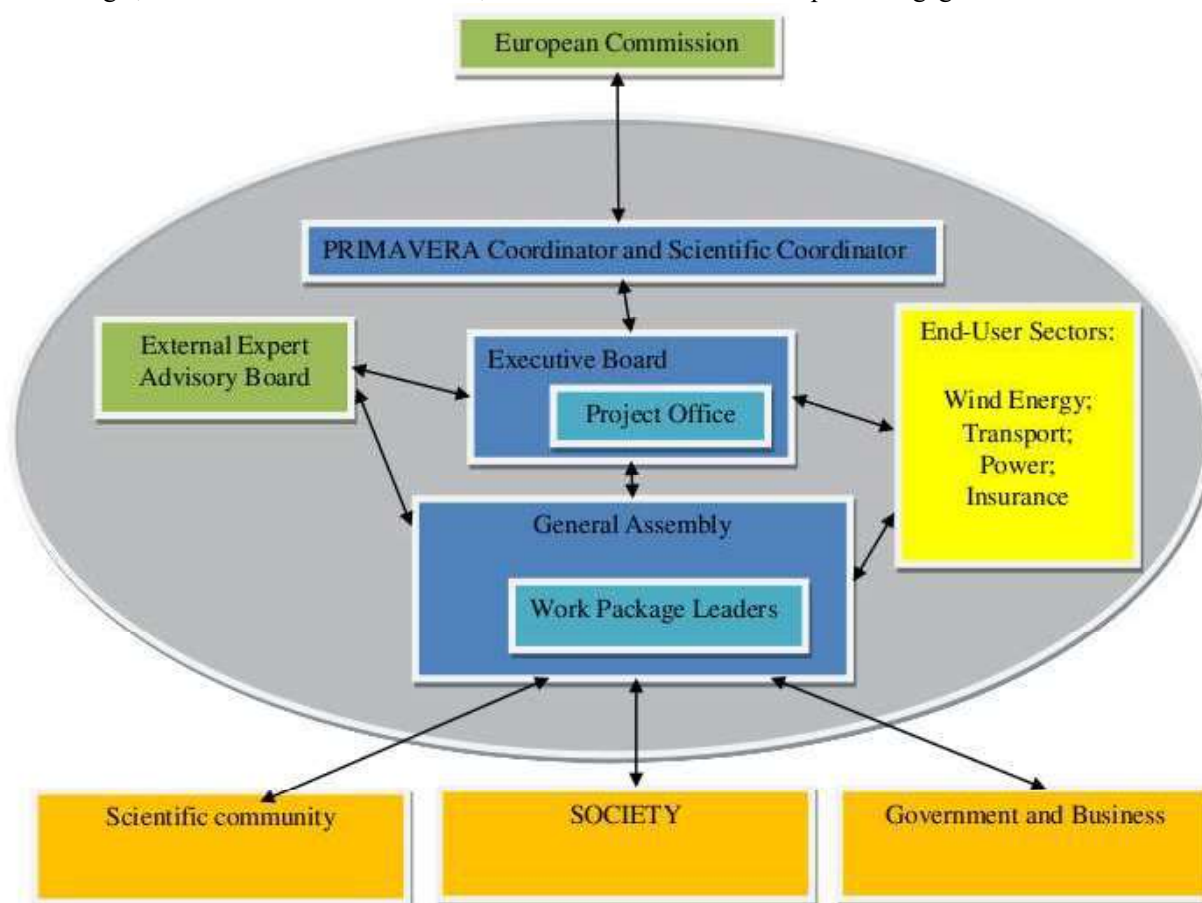 European Commission
PRIMAVERA Coordinator and Scientific Coordinator
External Expert
Advisory Board
Executive Board
Project Office
End-User Sectors:
Wind Energy;
Transport;
Power;
Insurance
General Assembly
Work Package Leaders
Scientific community
SOCIETY
Government and Business